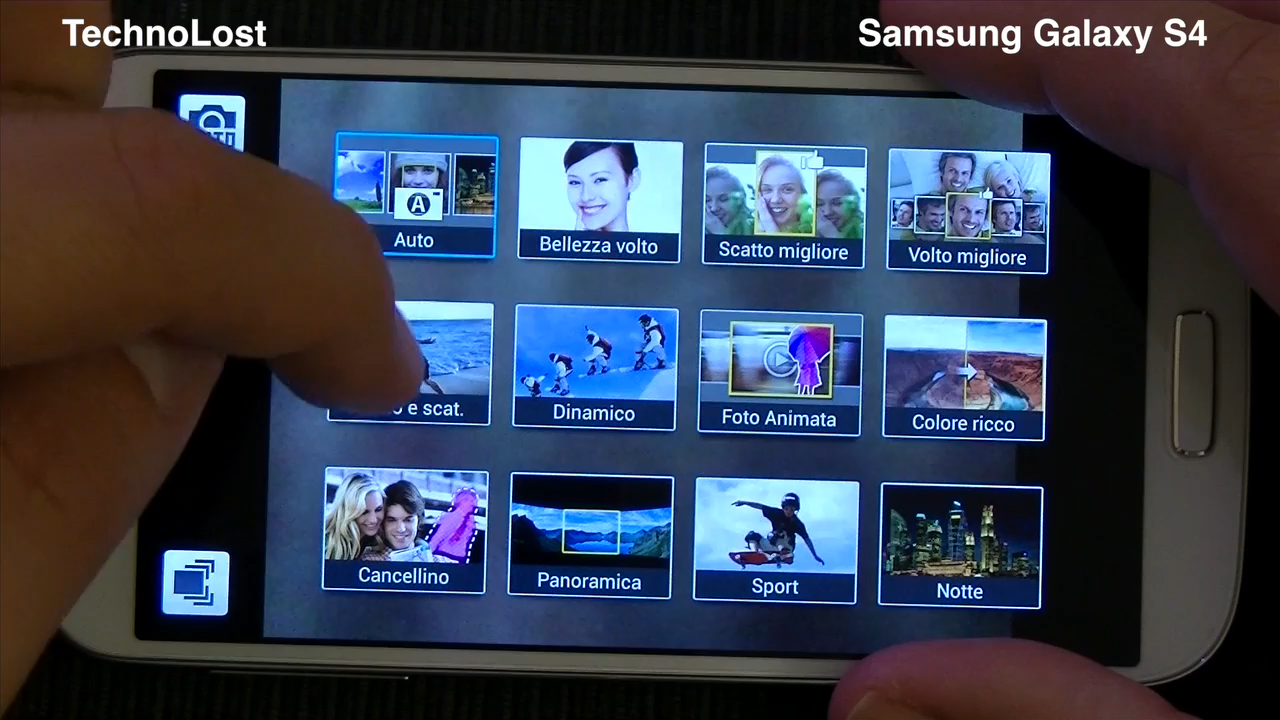 TechnoLost
Samsung Galaxy S4
Auto
Bellezza volto
Scatto migliore
Volto migliore
e scat.
Dinamico
Foto Animata
Colore ricco
Cancellino
Panoramica
Sport
Notte
A